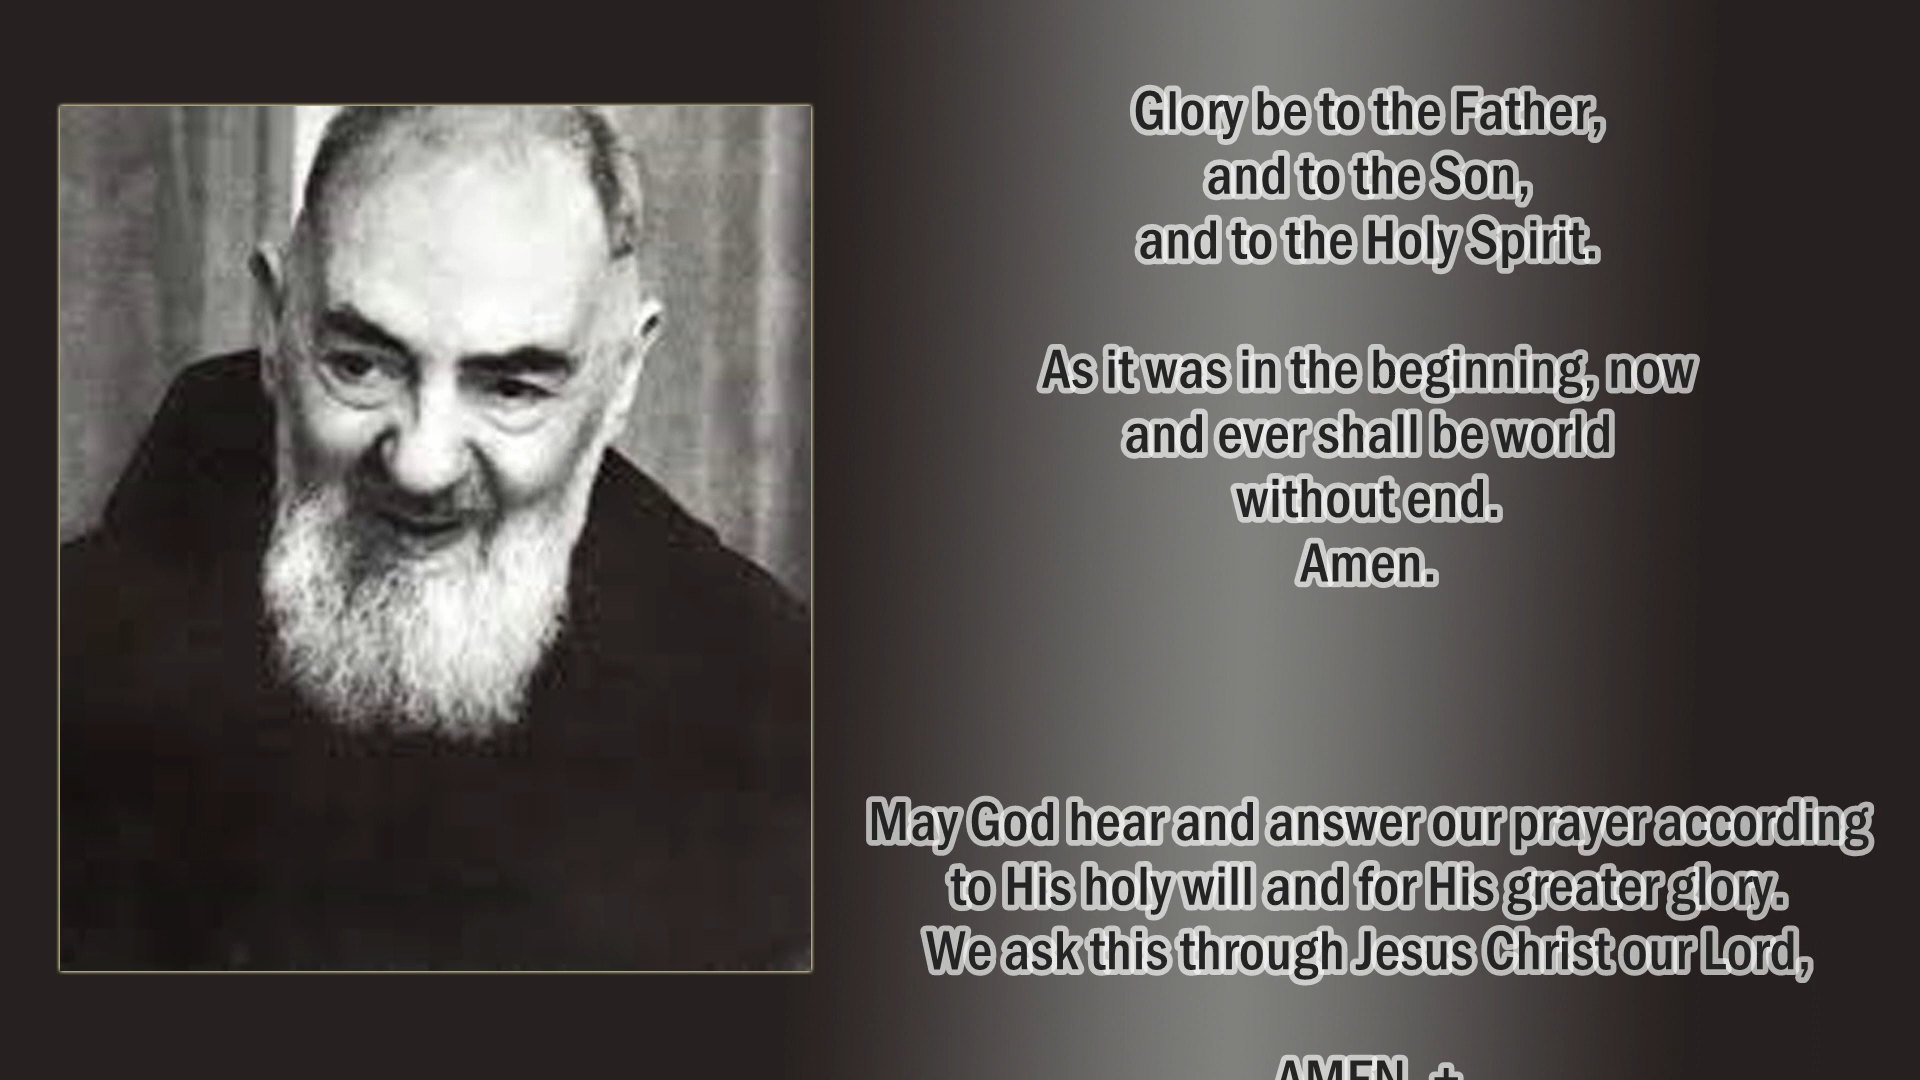 Glory be to the Father,
and to the Son,
and to the Holy Spirit.
As it was in the beginning, now
and ever shall be world
without end.
Amen.
May God hear and answer our prayer according
to His holy will and for His greater glory.
We ask this through Jesus Christ our Lord,
AMEN. +